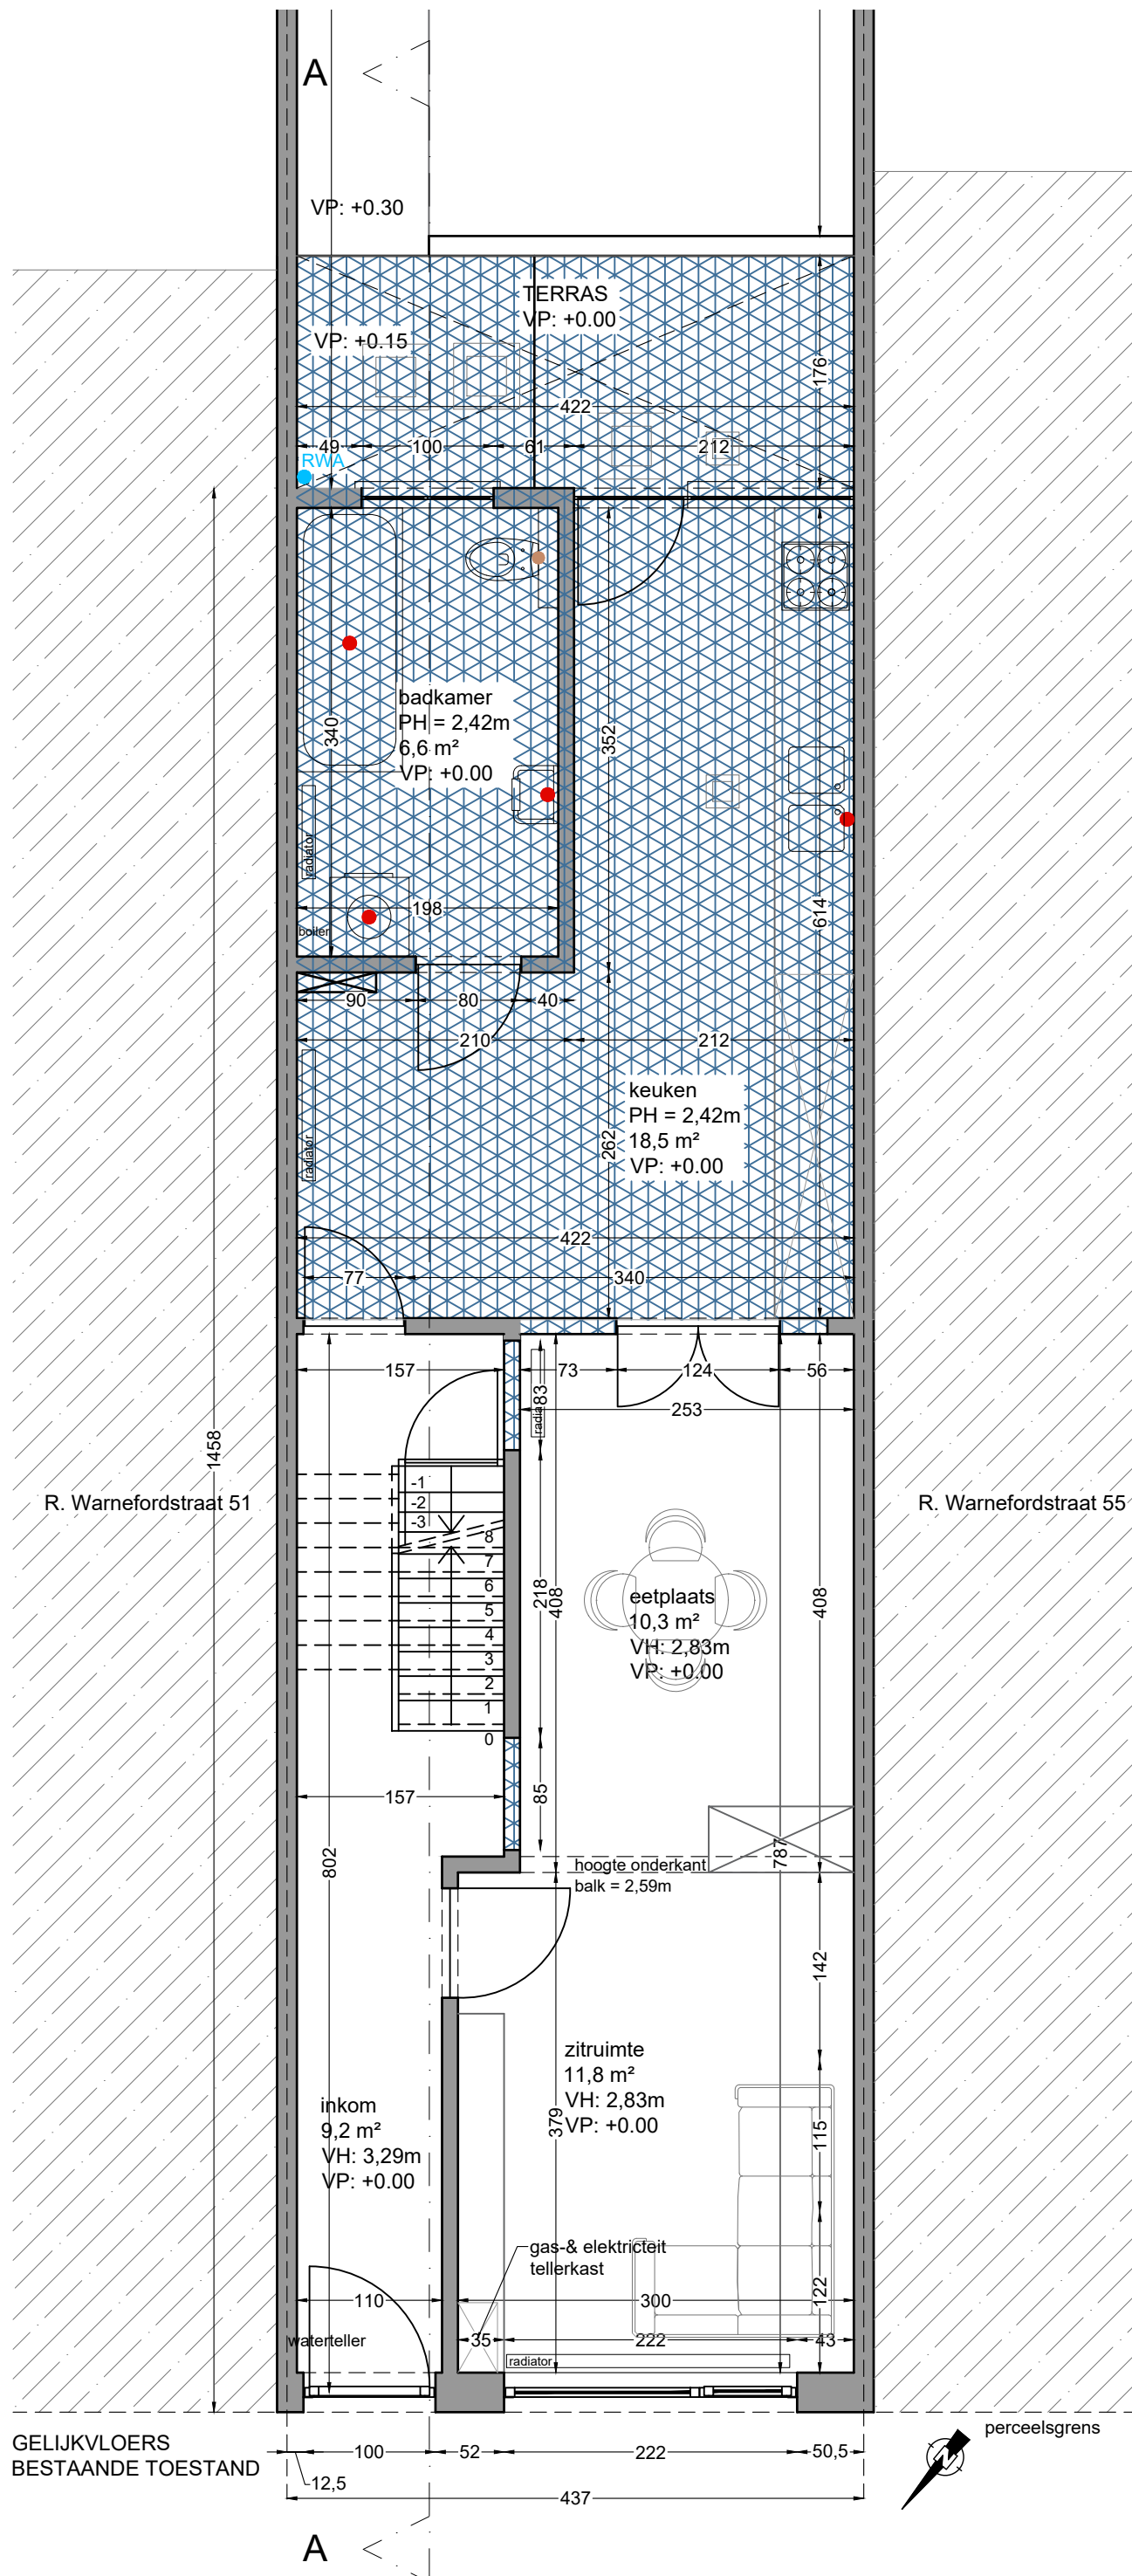 A
VP: +0.30
TERRAS
VP: +0.00
VP: +0.15
176
422
49
100
61
212
RWA
badkamer
PH = 2,42m
6,6 m²
VP: +0.00
340
352
radiator
614
198
boiler
90
80
40
210
212
keuken
PH = 2,42m
18,5 m²
VP: +0.00
262
radiator
422
77
340
157
73
124
56
83
253
1458
R. Warnefordstraat 51
R. Warnefordstraat 55
-1
-2
-3
8
7
6
5
4
3
2
1
0
218
408
408
eetplaats
10,3 m²
VH: 2,83m
VP: +0.00
157
85
802
787
hoogte onderkant
balk = 2,59m
142
zitruimte
11,8 m²
VH: 2,83m
VP: +0.00
379
115
inkom
9,2 m²
VH: 3,29m
VP: +0.00
gas-& elektriciteit
tellerkast
122
110
300
waterteller
35
222
43
radiator
perceelsgrens
GELIJKVLOERS
BESTAANDE TOESTAND
100
52
222
50,5
12,5
437
N
A